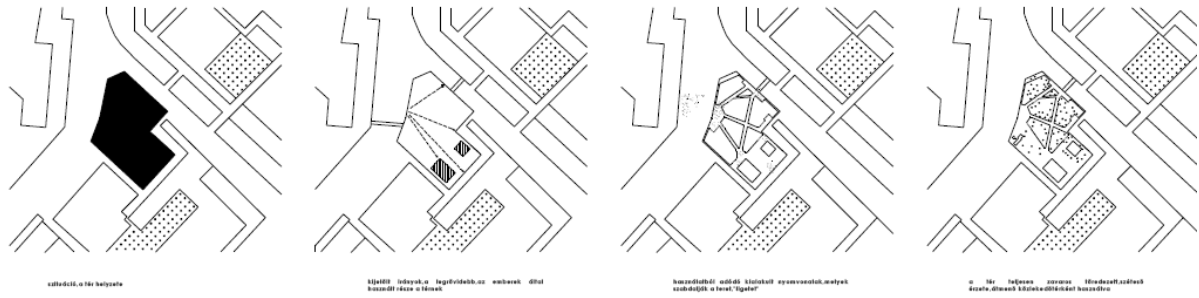 szituáció, a tér helyzete
kijelölt irányok, a legrövidebb, az emberek által
használt része a térnek
használatból adódó kialakult nyomvonalak, melyek
szabdalják a teret, "ligetet"
a tér teljesen zavaros töredezett, széteső
érzete, átmenő közlekedőtérként használva